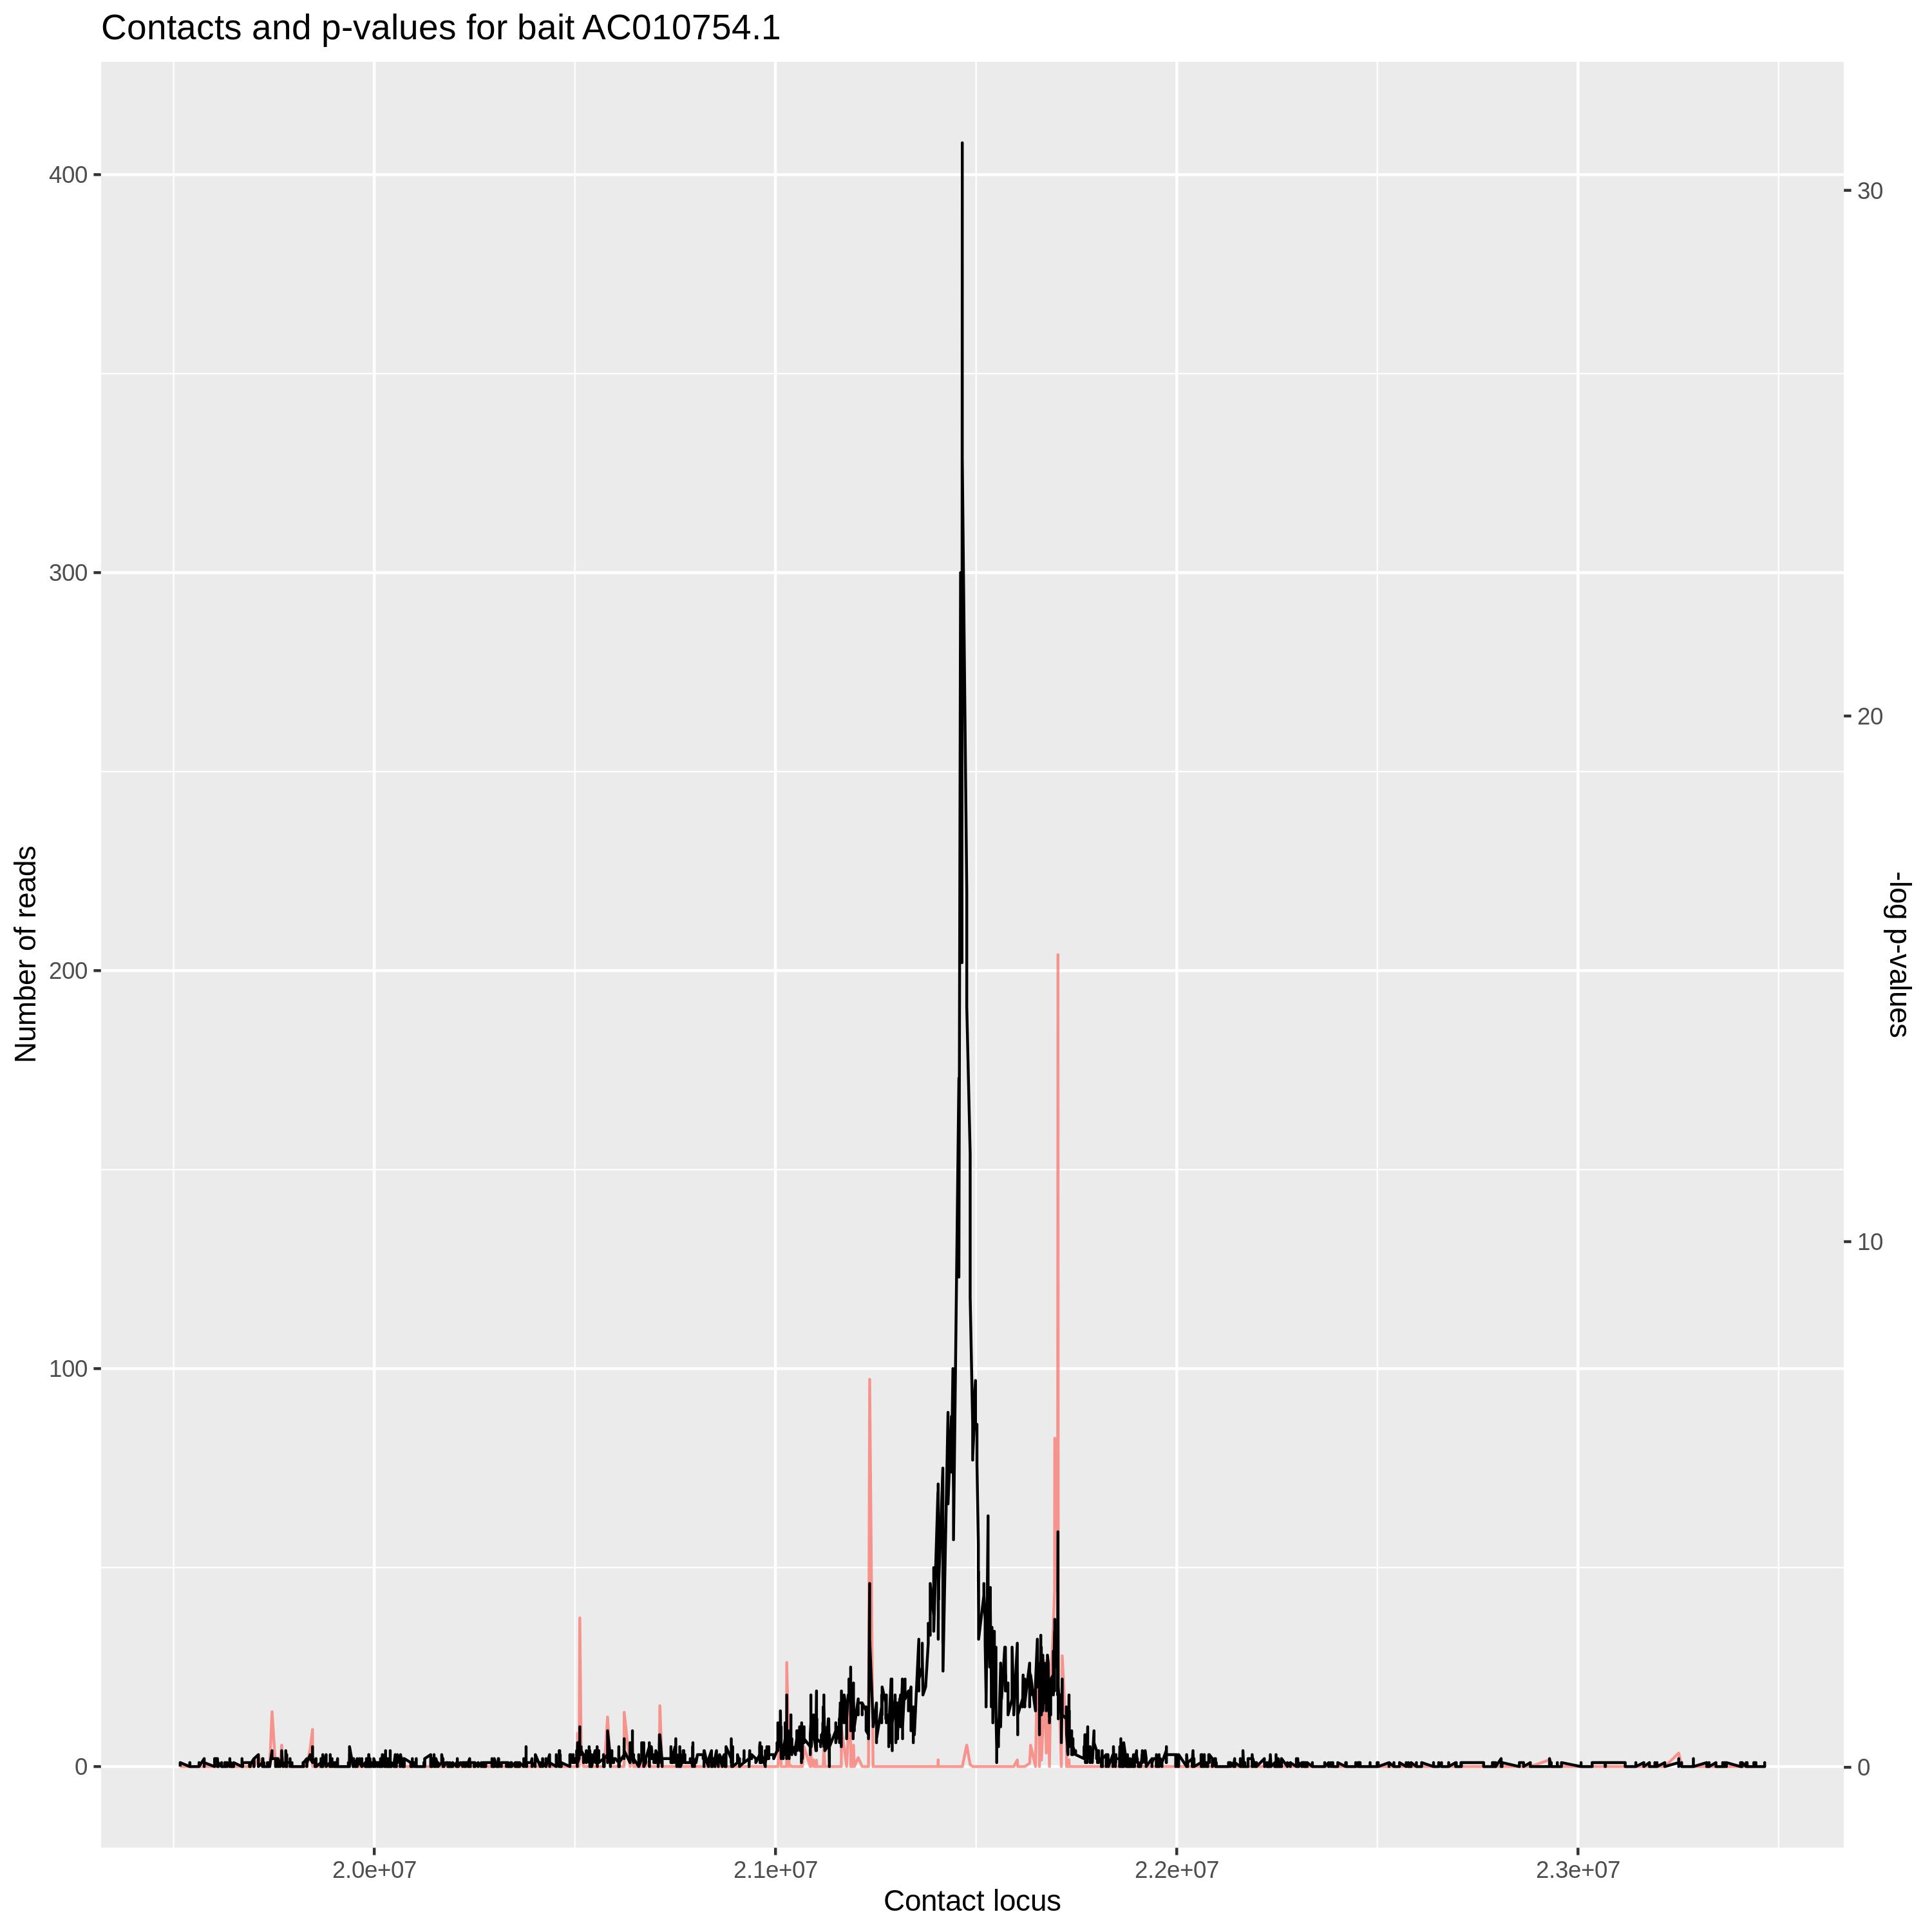 Contacts and p-values for bait AC010754.1
400
300
200
100
0
30
20
10
0
Number of reads
-log p-values
2.0e+07
2.1e+07
2.2e+07
2.3e+07
Contact locus